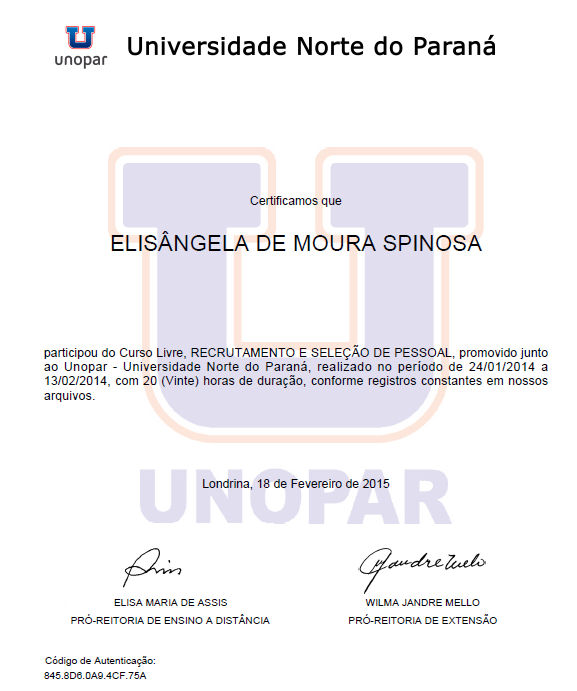 unopar
Universidade Norte do Paraná
Certificamos que
ELISÂNGELA DE MOURA SPINOSA
participou do Curso Livre, RECRUTAMENTO E SELEÇÃO DE PESSOAL, promovido junto
ao Unopar - Universidade Norte do Paraná, realizado no período de 24/01/2014 a
13/02/2014, com 20 (Vinte) horas de duração, conforme registros constantes em nossos
arquivos.
Londrina, 18 de Fevereiro de 2015
UNOPAR
ELISA MARIA DE ASSIS
WILMA JANDRE MELLO
PRÓ-REITORIA DE ENSINO A DISTÂNCIA
PRÓ-REITORIA DE EXTENSÃO
Código de Autenticação:
845.8D6.0A9.4CF.75A